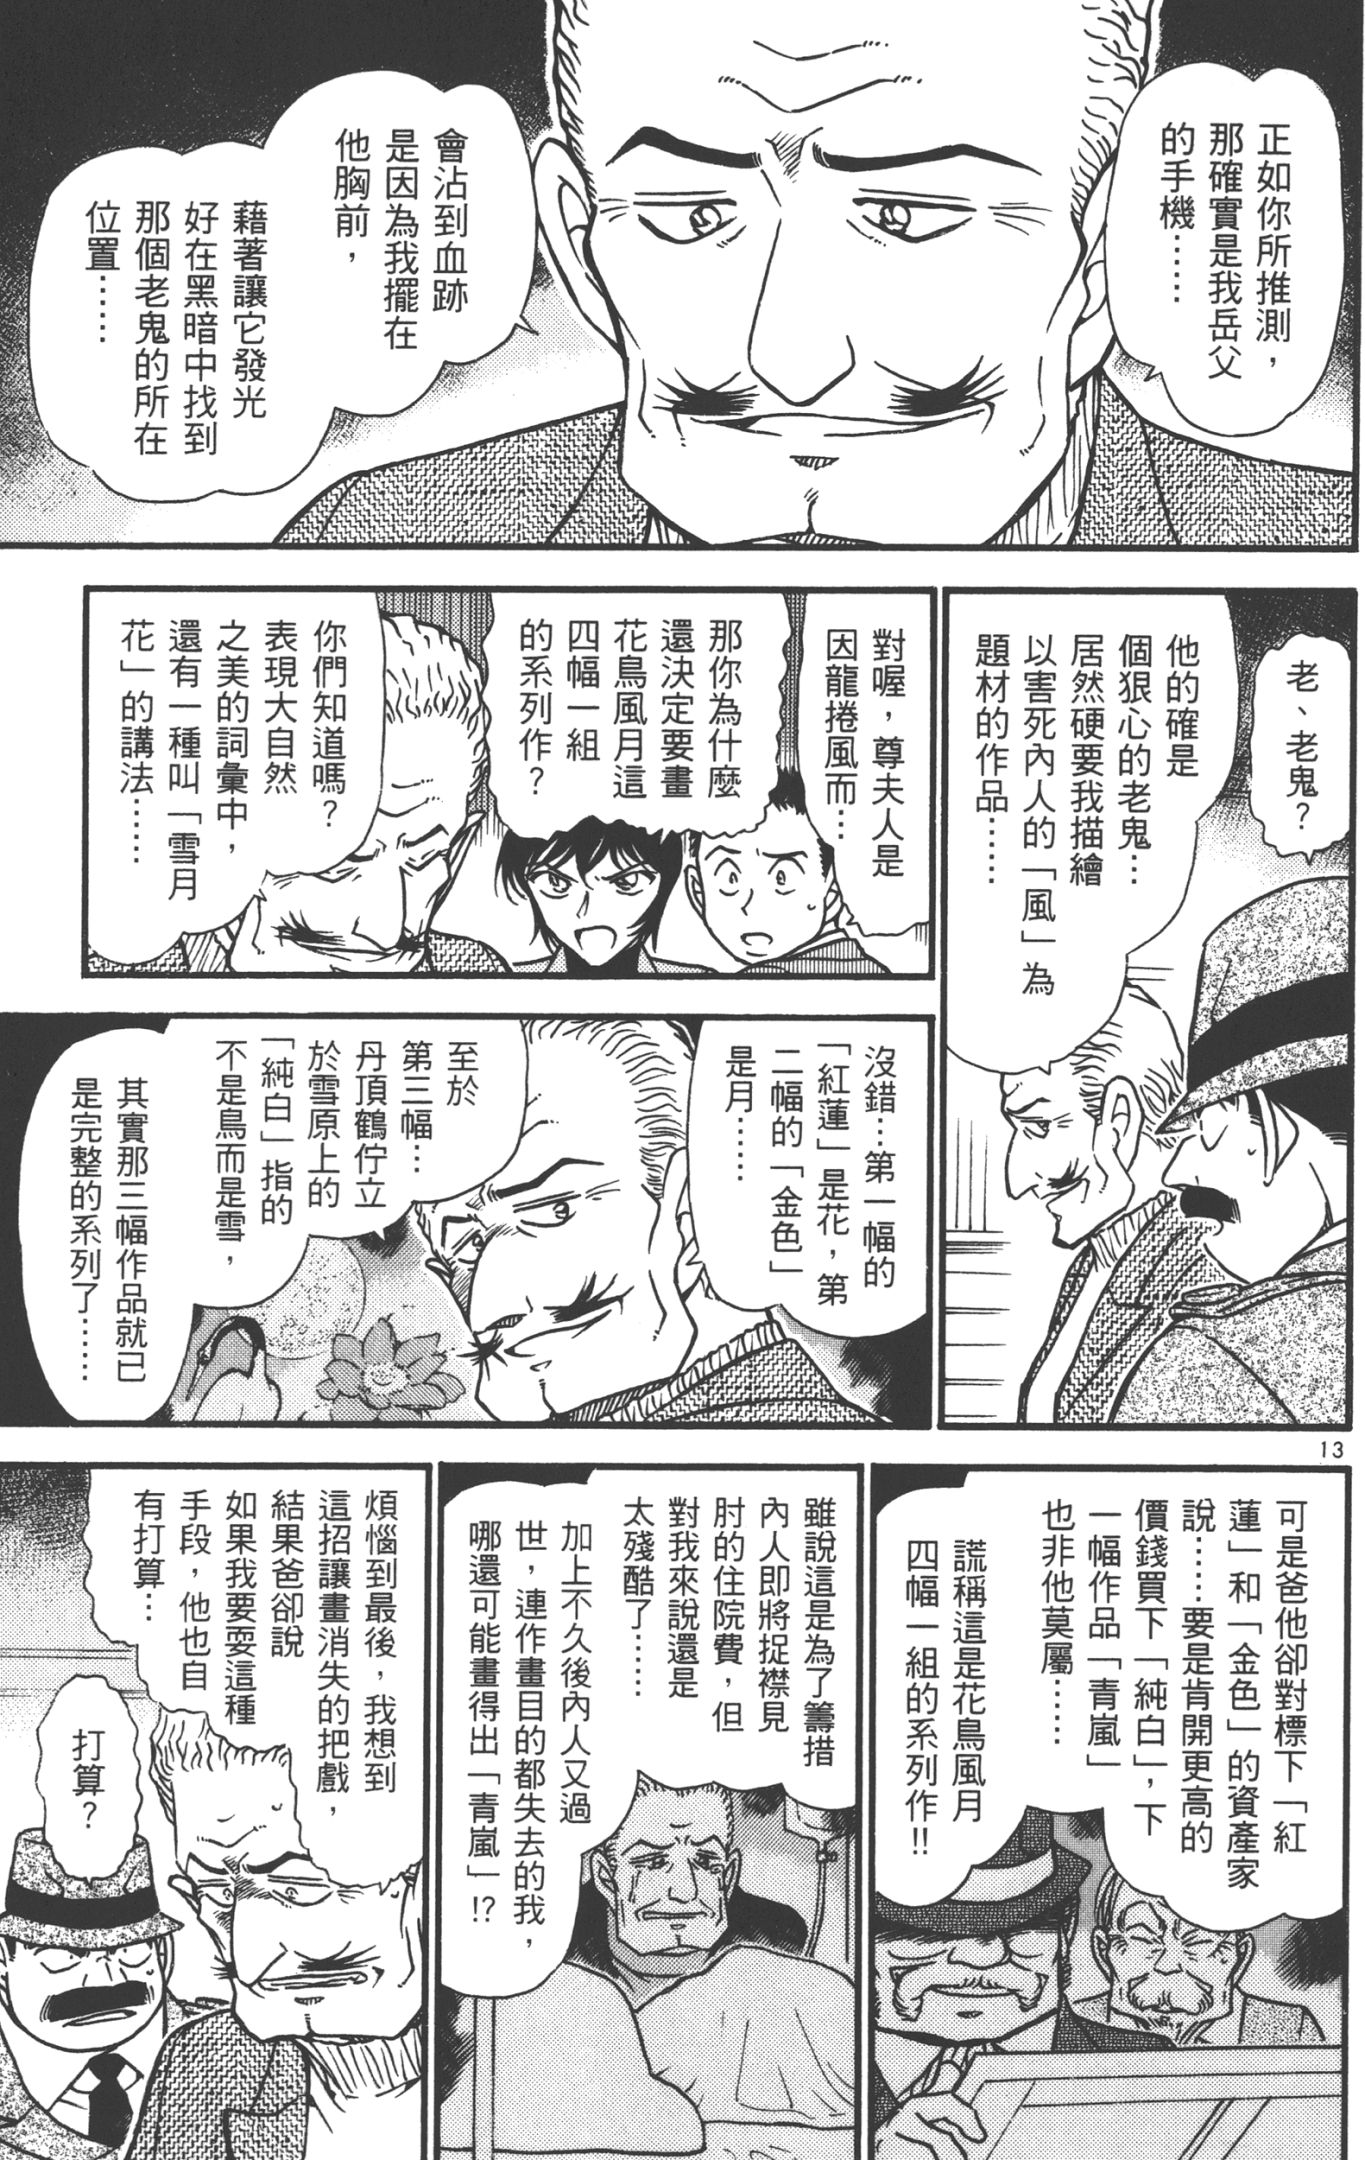 正如你所推測，
那確實是我岳父
的手機……
會沾到血跡
是因為我擺在
他胸前，
藉著讓它發光
好在黑暗中找到
那個老鬼的所在
位置……
老、老鬼？
他的確是
個狠心的老鬼…
居然硬要我描繪
以害死內人的「風」為
題材的作品……
對喔，尊夫人是
因龍捲風而…
那你為什麼
還決定要畫
花鳥風月這
四幅一組
的系列作？
你們知道嗎？
表現大自然
之美的詞彙中，
還有一種叫「雪月
花」的講法……
沒錯…第一幅的
「紅蓮」是花，第
二幅的「金色」
是月……
至於
第三幅…
丹頂鶴佇立
於雪原上的
「純白」指的
不是鳥而是雪，
其實那三幅作品就已
是完整的系列了……
13
可是爸他卻對標下「紅
蓮」和「金色」的資產家
說……要是肯開更高的
價錢買下「純白」，下
一幅作品「青嵐」
也非他莫屬……
謊稱這是花鳥風月
四幅一組的系列作!!
雖說這是為了籌措
內人即將捉襟見
肘的住院費，但
對我來說還是
太殘酷了……
加上不久後內人又過
世，連作畫目的都失去的我，
哪還可能畫得出「青嵐」!?
煩惱到最後，我想到
這招讓畫消失的把戲，
結果爸卻說
如果我要耍這種
手段，他也自
有打算…
打算？